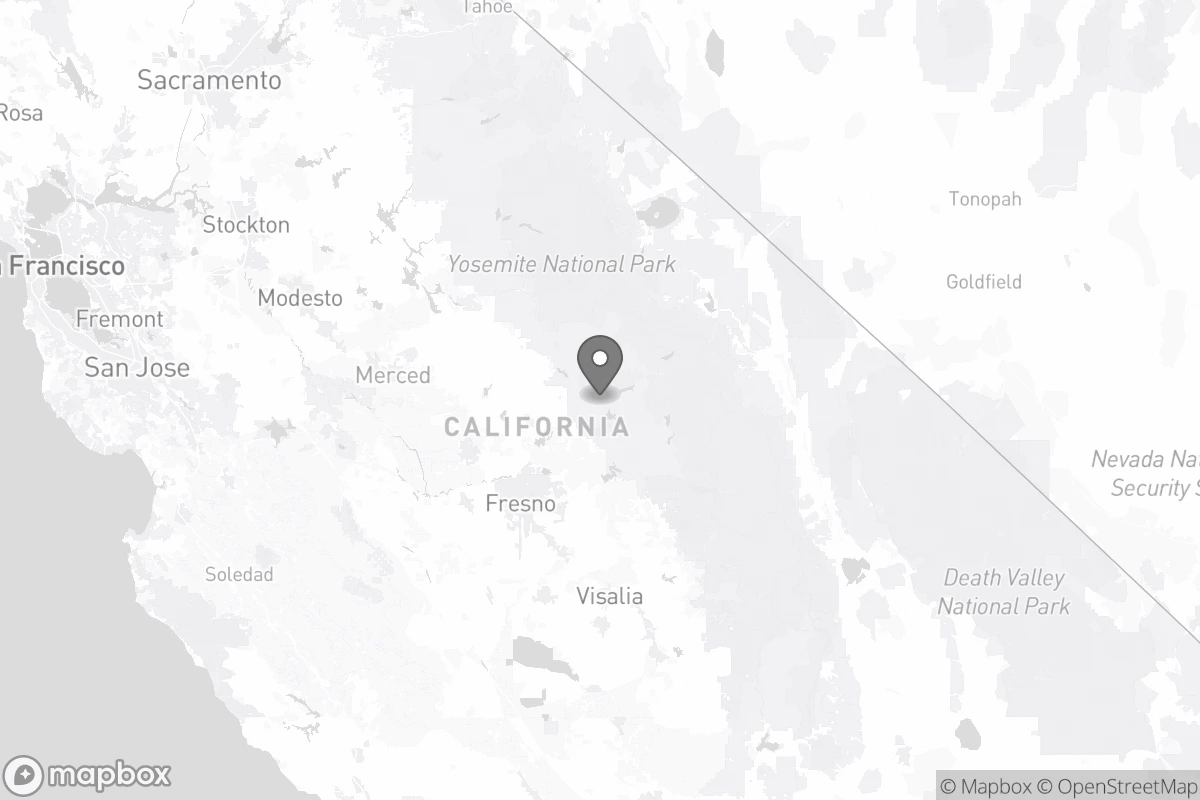 Tahoe
Sacramento
Rosa
Tonopah
Stockton
Yosemite National Park
Francisco
Goldfield
Modesto
Fremont
San Jose
Merced
CALIFORNIA
Nevada Nat
Security S
Fresno
Soledad
Death Valley
National Park
Visalia
mapbox
© Mapbox © OpenStreetMap